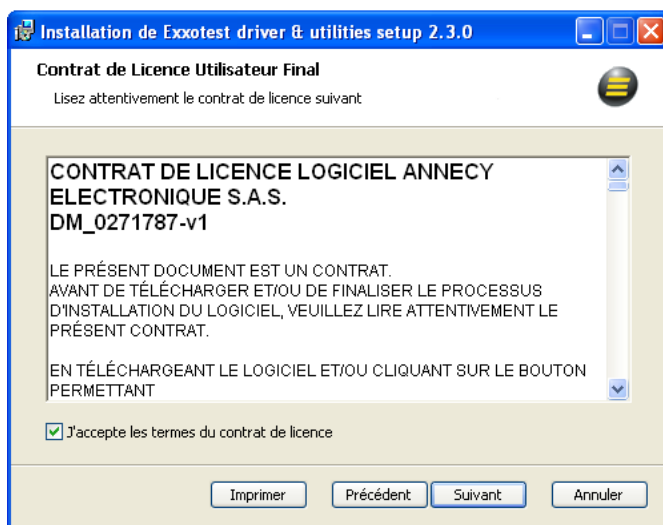 Installation de Exxotest driver & utilities setup 2.3.0
Contrat de Licence Utilisateur Final
Lisez attentivement le contrat de licence suivant
CONTRAT DE LICENCE LOGICIEL ANNECY
ELECTRONIQUE S.A.S.
DM_0271787-v1
LE PRÉSENT DOCUMENT EST UN CONTRAT.
AVANT DE TÉLÉCHARGER ET/OU DE FINALISER LE PROCESSUS
D'INSTALLATION DU LOGICIEL, VEUILLEZ LIRE ATTENTIVEMENT LE
PRÉSENT CONTRAT.
EN TÉLÉCHARGEANT LE LOGICIEL ET/OU CLIQUANT SUR LE BOUTON
PERMETTANT
J'accepte les termes du contrat de licence
Imprimer Précédent Suivant Annuler